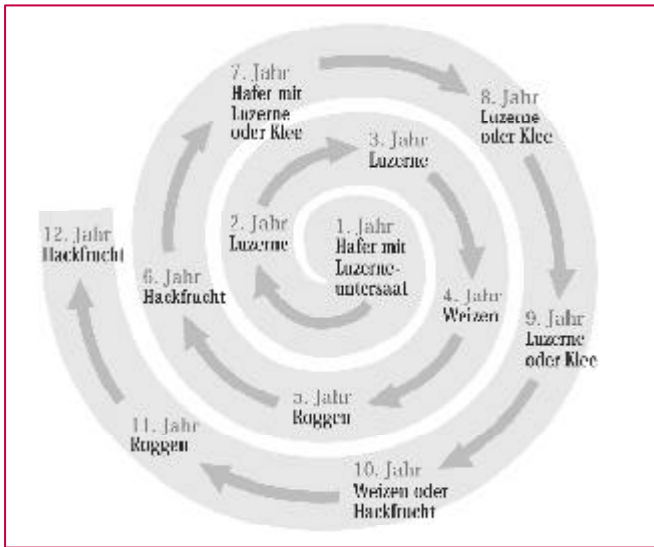 1. Jahr
Hafer mit
Luzerne-
untersaat
2. Jahr
Luzerne
3. Jahr
Luzerne
4. Jahr
Weizen
5. Jahr
Roggen
6. Jahr
Hackfrucht
7. Jahr
Hafer mit
Luzerne
oder Klee
8. Jahr
Luzerne
oder Klee
9. Jahr
Luzerne
oder Klee
10. Jahr
Weizen oder
Hackfrucht
11. Jahr
Roggen
12. Jahr
Hackfrucht